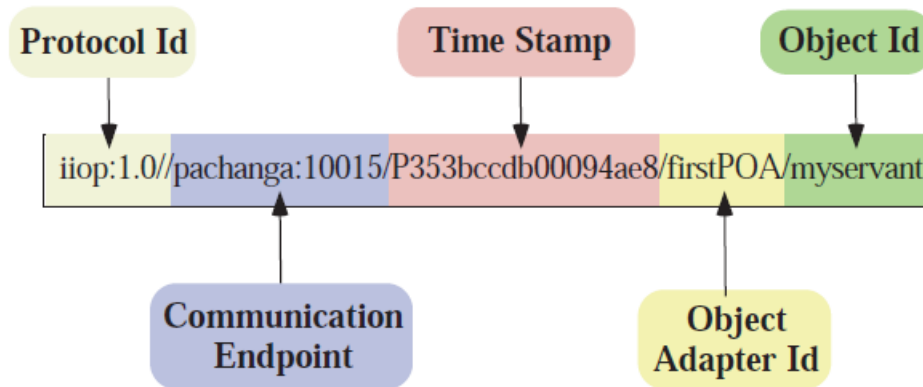 Protocol Id
Time Stamp
Object Id
iiop:1.0//pachanga:10015/P353bccdb00094ae8/firstPOA/myservant
Communication
Endpoint
Object
Adapter Id